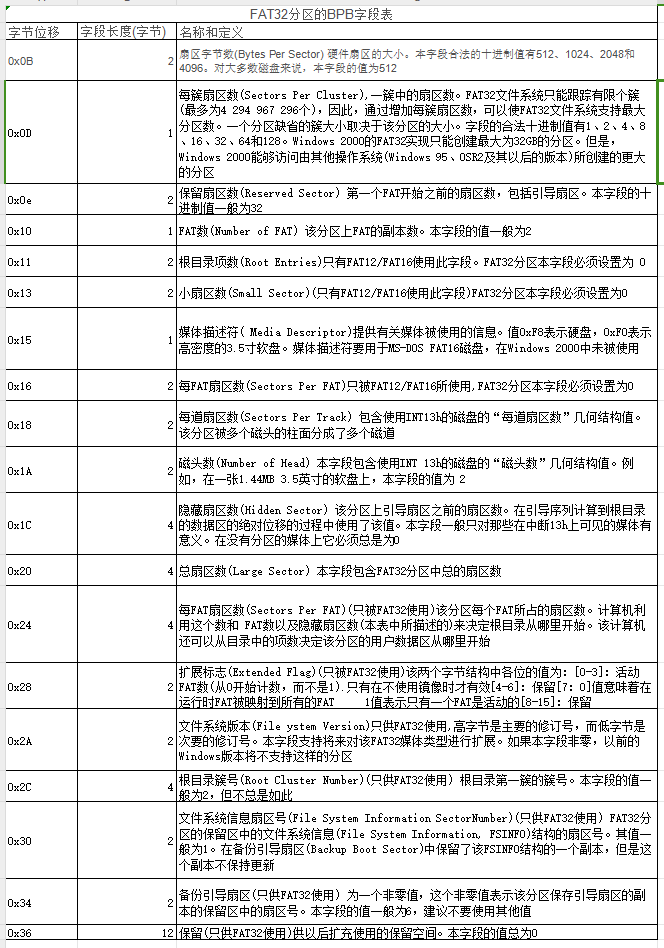 FAT32分区的BPB字段表
字节位移 字段长度(字节) 名称和定义
0x0B 2 扇区字节数(Bytes Per Sector) 硬件扇区的大小。本字段合法的十进制值有512、1024、2048和
4096。对大多数磁盘来说，本字段的值为512
0x0D 1 每簇扇区数(Sectors Per Cluster),一簇中的扇区数。FAT32文件系统只能跟踪有限个簇
(最多为4 294 967 296个)，因此，通过增加每簇扇区数，可以使FAT32文件系统支持最大
分区数。一个分区缺省的簇大小取决于该分区的大小。字段的合法十进制值有1、2、4、8
、16、32、64和128。Windows 2000的FAT32实现只能创建最大为32GB的分区。但是，
Windows 2000能够访问由其他操作系统(Windows 95、OSR2及其以后的版本)所创建的更大
的分区
0x0e 2 保留扇区数(Reserved Sector) 第一个FAT开始之前的扇区数，包括引导扇区。本字段的十
进制值一般为32
0x10 1 FAT数(Number of FAT) 该分区上FAT的副本数。本字段的值一般为2
0x11 2 根目录项数(Root Entries)只有FAT12/FAT16使用此字段。FAT32分区本字段必须设置为 0
0x13 2 小扇区数(Small Sector)(只有FAT12/FAT16使用此字段)FAT32分区本字段必须设置为0
0x15 1 媒体描述符( Media Descriptor)提供有关媒体被使用的信息。值0xF8表示硬盘，0xF0表示
高密度的3.5寸软盘。媒体描述符要用于MS-DOS FAT16磁盘，在Windows 2000中未被使用
0x16 2 每FAT扇区数(Sectors Per FAT)只被FAT12/FAT16所使用,FAT32分区本字段必须设置为0
0x18 2 每道扇区数(Sectors Per Track) 包含使用INT13h的磁盘的“每道扇区数”几何结构值。
该分区被多个磁头的柱面分成了多个磁道
0x1A 2 磁头数(Number of Head) 本字段包含使用INT 13h的磁盘的“磁头数”几何结构值。例
如，在一张1.44MB 3.5英寸的软盘上，本字段的值为 2
0x1C 4 隐藏扇区数(Hidden Sector) 该分区上引导扇区之前的扇区数。在引导序列计算到根目录
的数据区的绝对位移的过程中使用了该值。本字段一般只对那些在中断13h上可见的媒体有
意义。在没有分区的媒体上它必须总是为0
0x20 4 总扇区数(Large Sector) 本字段包含FAT32分区中总的扇区数
0x24 4 每FAT扇区数(Sectors Per FAT)(只被FAT32使用)该分区每个FAT所占的扇区数。计算机利
用这个数和 FAT数以及隐藏扇区数(本表中所描述的)来决定根目录从哪里开始。该计算机
还可以从目录中的项数决定该分区的用户数据区从哪里开始
0x28 2 扩展标志(Extended Flag)(只被FAT32使用)该两个字节结构中各位的值为：[0-3]：活动
FAT数(从0开始计数，而不是1).只有在不使用镜像时才有效[4-6]：保留[7：0]值意味着在
运行时FAT被映射到所有的FAT 1值表示只有一个FAT是活动的[8-15]：保留
0x2A 2 文件系统版本(File ystem Version)只供FAT32使用,高字节是主要的修订号，而低字节是
次要的修订号。本字段支持将来对该FAT32媒体类型进行扩展。如果本字段非零，以前的
Windows版本将不支持这样的分区
0x2C 4 根目录簇号(Root Cluster Number)(只供FAT32使用) 根目录第一簇的簇号。本字段的值一
般为2，但不总是如此
0x30 2 文件系统信息扇区号(File System Information SectorNumber)(只供FAT32使用) FAT32分
区的保留区中的文件系统信息(File System Information, FSINFO)结构的扇区号。其值一
般为1。在备份引导扇区(Backup Boot Sector)中保留了该FSINFO结构的一个副本，但是这
个副本不保持更新
0x34 2 备份引导扇区(只供FAT32使用) 为一个非零值，这个非零值表示该分区保存引导扇区的副
本的保留区中的扇区号。本字段的值一般为6，建议不要使用其他值
0x36 12 保留(只供FAT32使用)供以后扩充使用的保留空间。本字段的值总为0